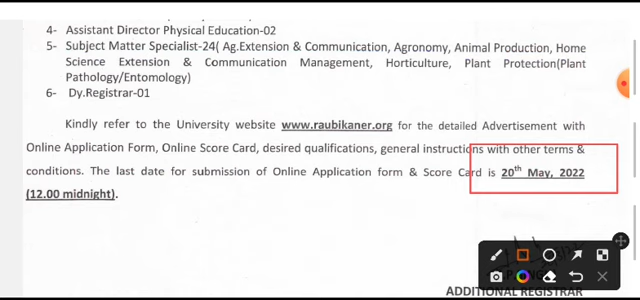 4- Assistant Director Physical Education-02
5- Subject Matter Specialist-24( Ag.Extension & Communication, Agronomy, Animal Production, Home
Science Extension & Communication Management, Horticulture, Plant Protection(Plant
Pathology/Entomology)
6- Dy.Registrar-01
Kindly refer to the University website www.raubikaner.org for the detailed Advertisement with
Online Application Form, Online Score Card, desired qualifications, general instructions with other terms &
conditions. The last date for submission of Online Application form & Score Card is 20th May, 2022
(12.00 midnight).
ADDITIONAL REGISTRAR